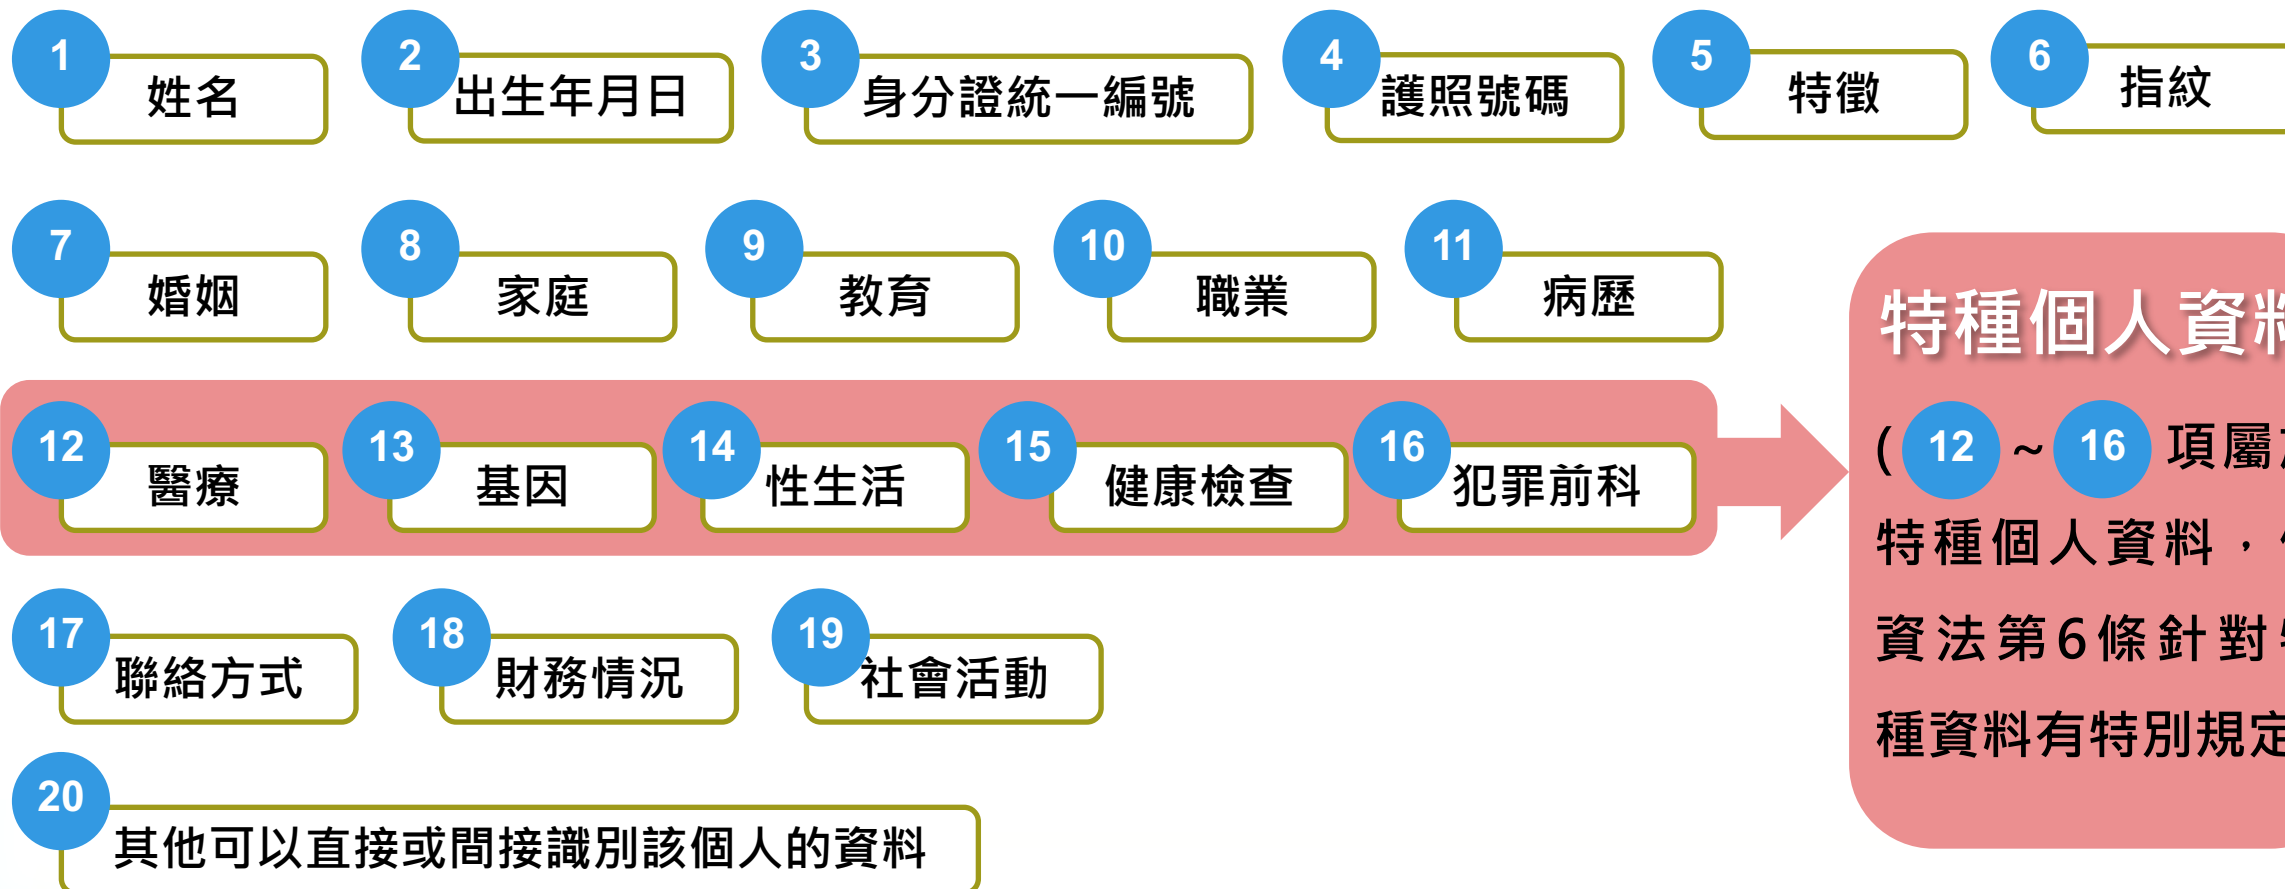 1 姓名
2 出生年月日
3 身分證統一編號
4 護照號碼
5 特徵
6 指紋
7 婚姻
8 家庭
9 教育
10 職業
11 病歷
12 醫療
13 基因
14 性生活
15 健康檢查
16 犯罪前科
特種個人資料
( 12 ~ 16 項屬
特種個人資料，
資法第6條針對
種資料有特別規定
17 聯絡方式
18 財務情況
19 社會活動
20 其他可以直接或間接識別該個人的資料